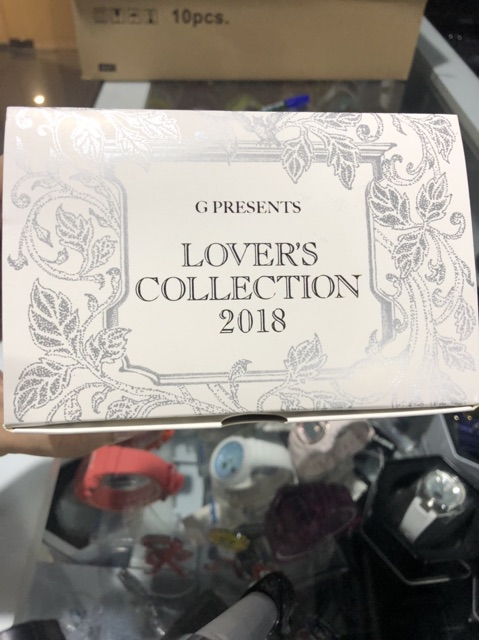 10pcs.
G PRESENTS
LOVER'S
COLLECTION
2018